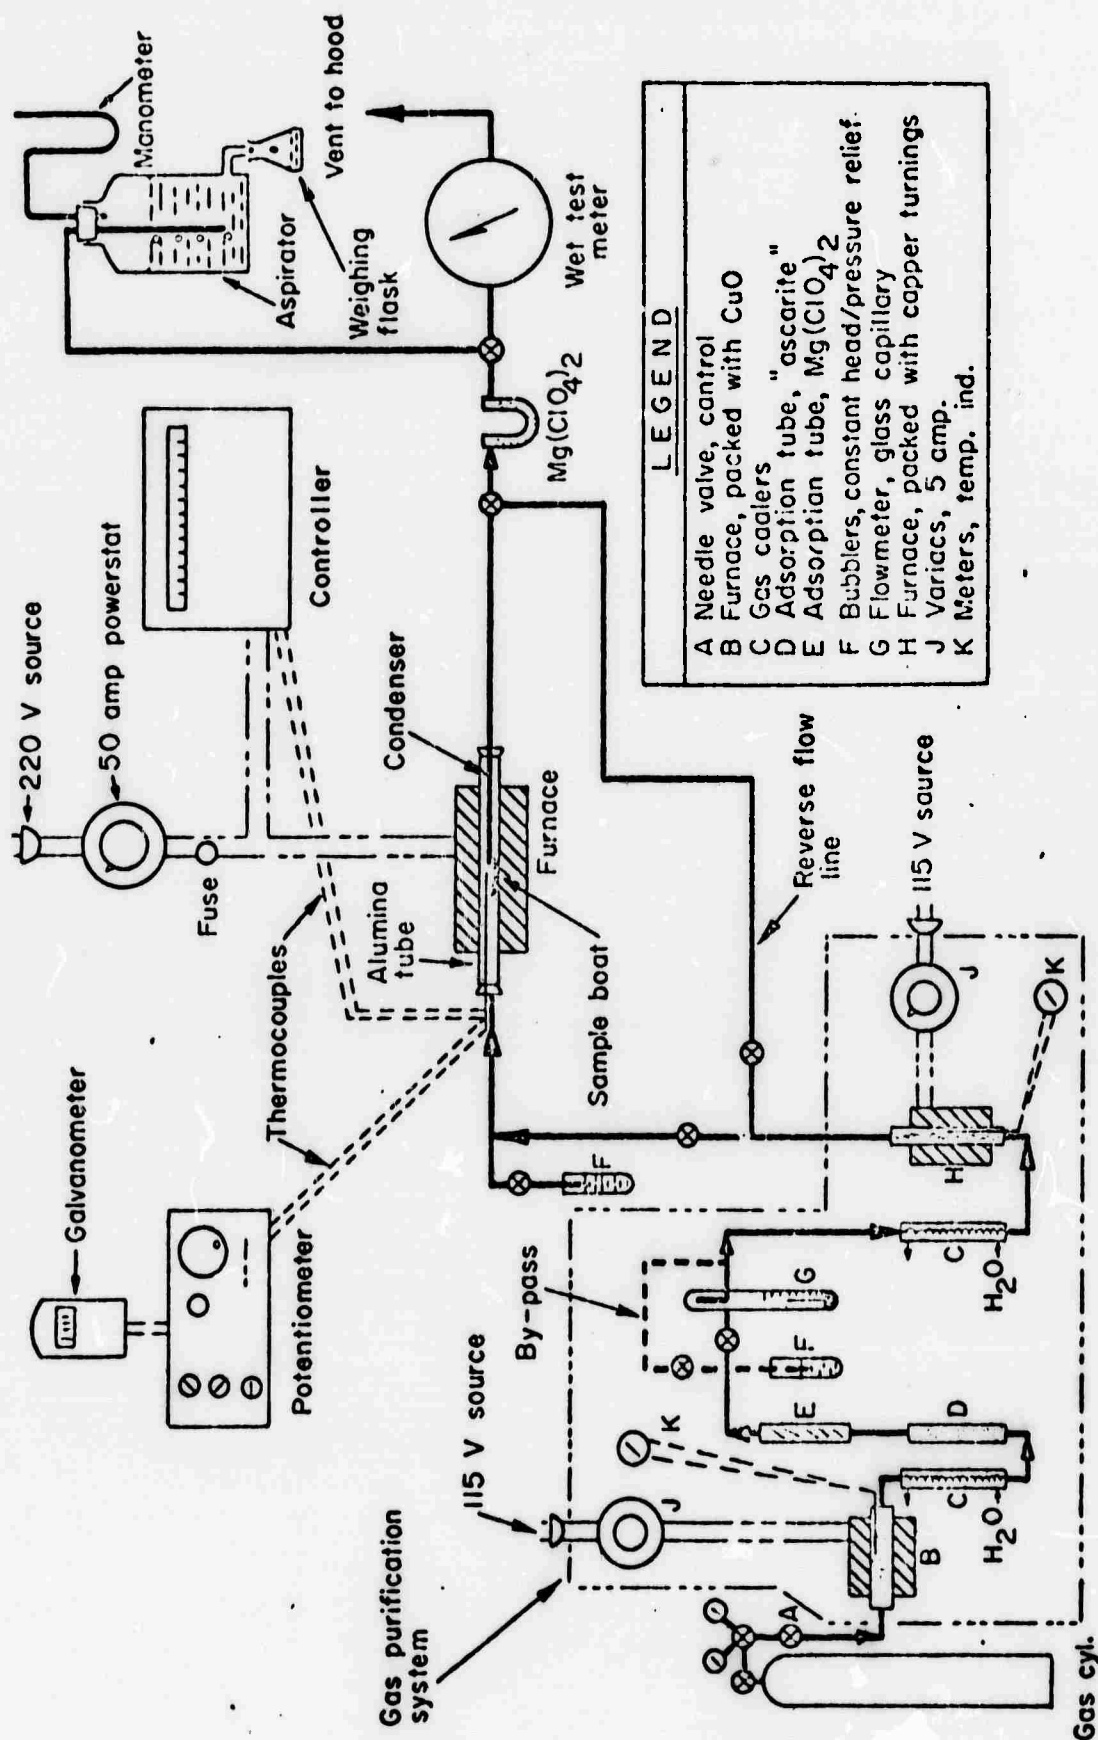 Manometer
Aspirator
Weighing
flask
Vent to hood
Wet test
meter
Mg(ClO4)2
220 V source
50 amp powerstat
Fuse
Controller
Condenser
Furnace
Alumina
tube
Sample boat
Thermocouples
Galvanometer
Potentiometer
Reverse flow
line
115 V source
J
K
H
C
H2O
F
By-pass
G
F
E
D
C
H2O
K
J
B
A
115 V source
Gas purification
system
Gas cyl.
LEGEND
A Needle valve, control
B Furnace, packed with CuO
C Gas coolers
D Adsorption tube, "ascarite"
E Adsorption tube, Mg(ClO4)2
F Bubblers, constant head/pressure relief
G Flowmeter, glass capillary
H Furnace, packed with copper turnings
J Variacs, 5 amp.
K Meters, temp. ind.